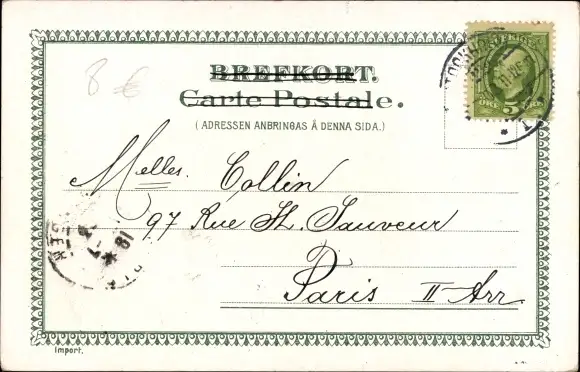 8 €
BREFKORT.
Carte Postale.
(ADRESSEN ANBRINGAS Å DENNA SIDA.)
SVERIGE
ÖRE 5
Melles. Collin
97 Rue St. Sauveur
Paris II Arr.
Import.